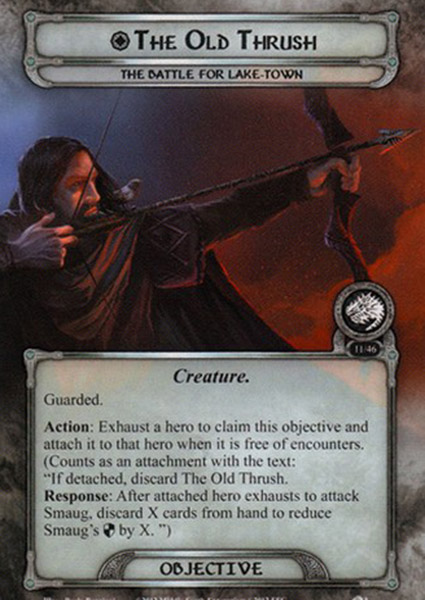 The Old Thrush
The Battle for Lake-Town
11/46
Creature.
Guarded.
Action: Exhaust a hero to claim this objective and
attach it to that hero when it is free of encounters.
(Counts as an attachment with the text:
“If detached, discard The Old Thrush.
Response: After attached hero exhausts to attack
Smaug, discard X cards from hand to reduce
Smaug's by X. ”)
OBJECTIVE